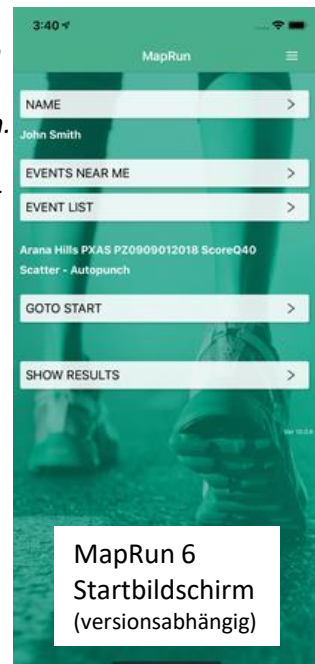 3:40
MapRun
n
NAME
n.
John Smith
EVENTS NEAR ME
EVENT LIST
Arana Hills PXAS PZ0909012018 ScoreQ40
Scatter - Autopunch
GOTO START
SHOW RESULTS
MapRun 6
Startbildschirm
(versionsabhängig)